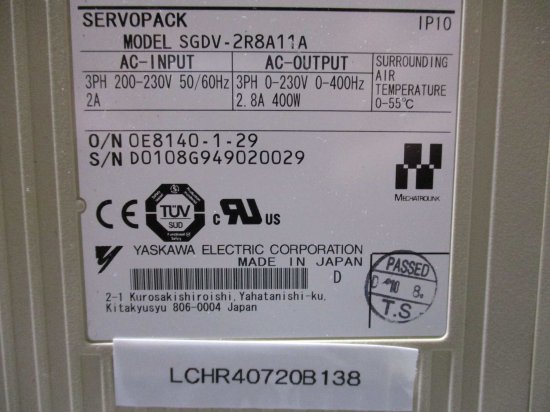 SERVOPACK IP10
MODEL SGDV-2R8A11A
AC-INPUT AC-OUTPUT SURROUNDING
3PH 200-230V 50/60Hz 3PH 0-230V 0-400Hz AIR
2A 2.8A 400W TEMPERATURE
0-55℃
O/N OE8140-1-29
S/N D0108G949020029
MECHATROLINK
CE TÜV SÜD c RU US
YASKAWA ELECTRIC CORPORATION
MADE IN JAPAN D
2-1 Kurosakishiroishi, Yahatanishi-ku,
Kitakyusyu 806-0004 Japan
PASSED
T.S
LCHR40720B138